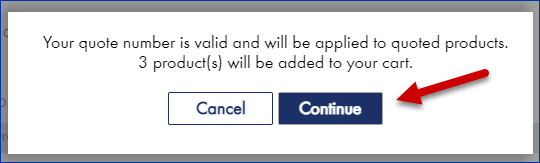 Your quote number is valid and will be applied to quoted products.
3 product(s) will be added to your cart.
Cancel
Continue